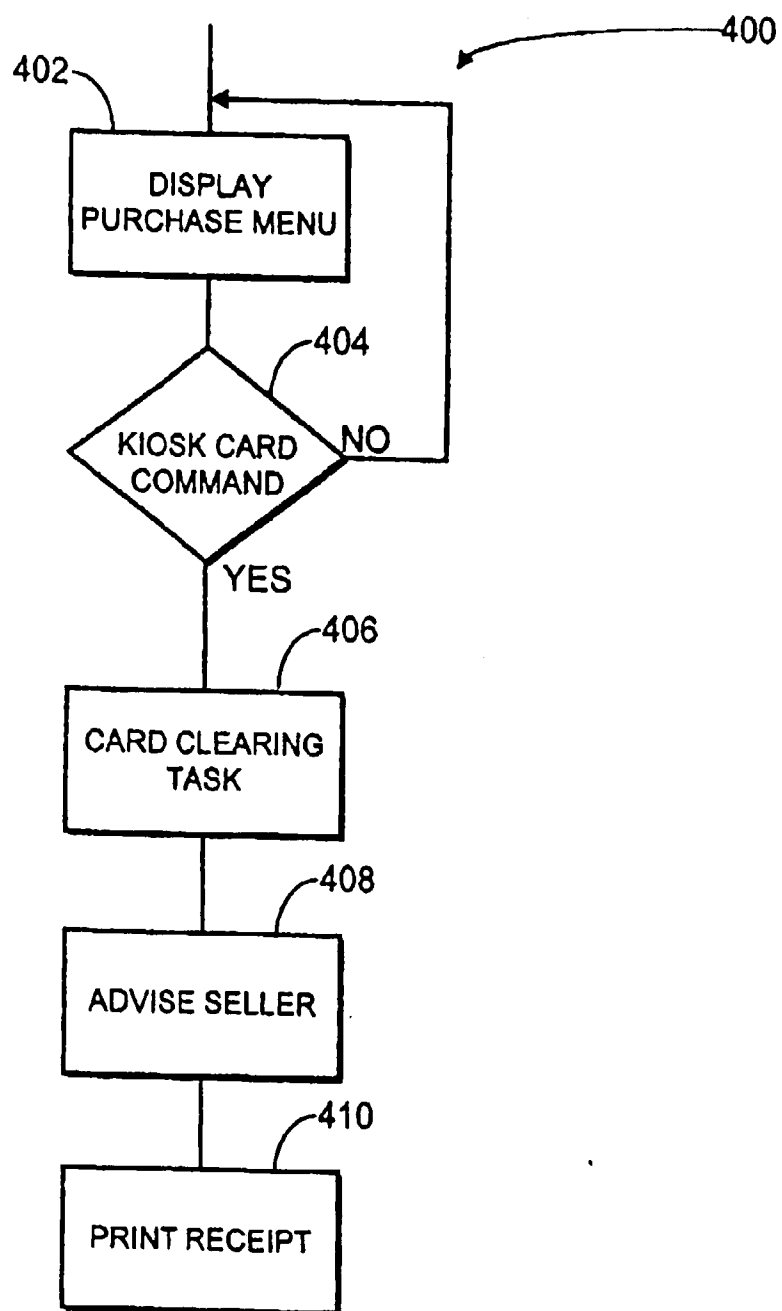 400
402
DISPLAY
PURCHASE MENU
404
KIOSK CARD
COMMAND
NO
YES
406
CARD CLEARING
TASK
408
ADVISE SELLER
410
PRINT RECEIPT